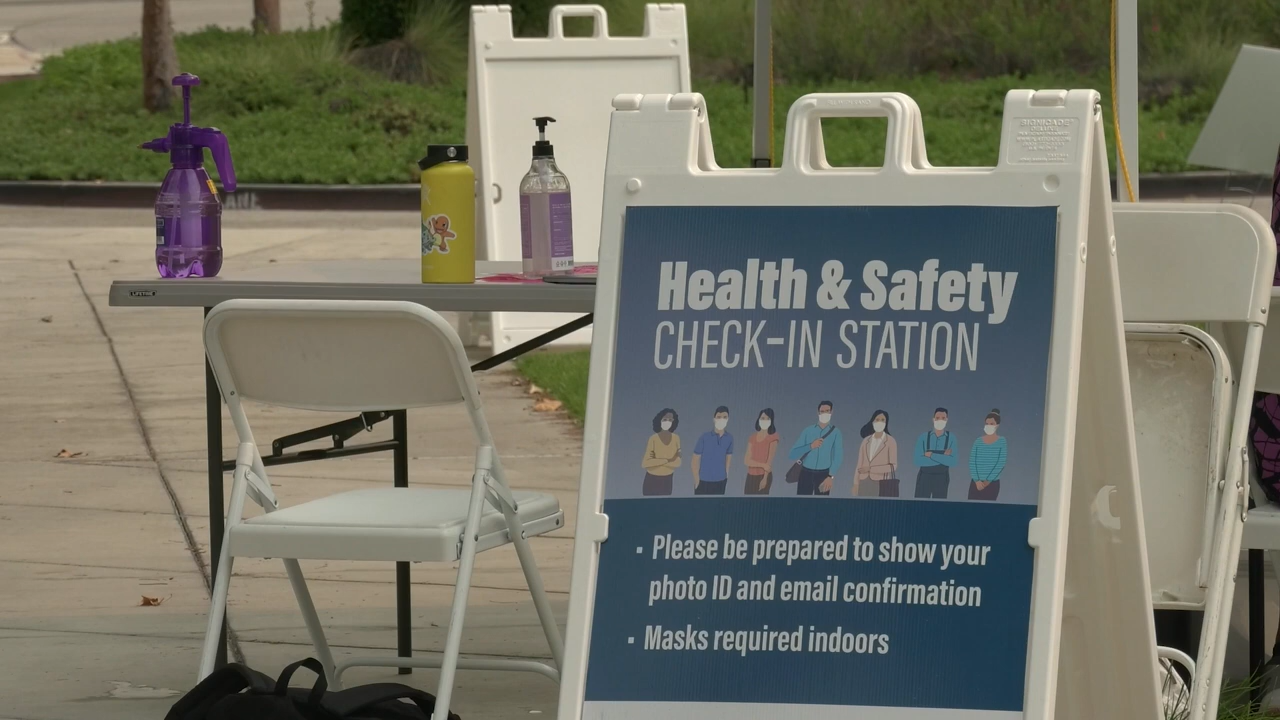 Health & Safety
CHECK-IN STATION
· Please be prepared to show your
photo ID and email confirmation
· Masks required indoors
LIFETIME